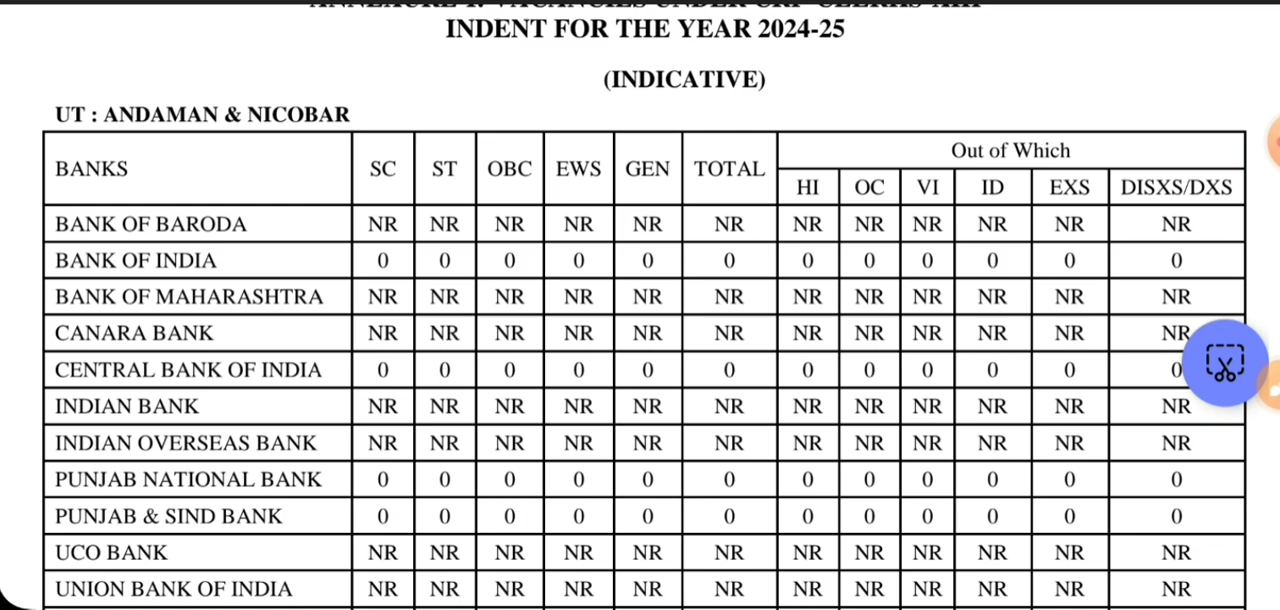 INDENT FOR THE YEAR 2024-25
(INDICATIVE)
UT : ANDAMAN & NICOBAR
BANKS SC ST OBC EWS GEN TOTAL Out of Which
HI OC VI ID EXS DISXS/DXS
BANK OF BARODA NR NR NR NR NR NR NR NR NR NR NR NR
BANK OF INDIA 0 0 0 0 0 0 0 0 0 0 0 0
BANK OF MAHARASHTRA NR NR NR NR NR NR NR NR NR NR NR NR
CANARA BANK NR NR NR NR NR NR NR NR NR NR NR NR
CENTRAL BANK OF INDIA 0 0 0 0 0 0 0 0 0 0 0 0
INDIAN BANK NR NR NR NR NR NR NR NR NR NR NR NR
INDIAN OVERSEAS BANK NR NR NR NR NR NR NR NR NR NR NR NR
PUNJAB NATIONAL BANK 0 0 0 0 0 0 0 0 0 0 0 0
PUNJAB & SIND BANK 0 0 0 0 0 0 0 0 0 0 0 0
UCO BANK NR NR NR NR NR NR NR NR NR NR NR NR
UNION BANK OF INDIA NR NR NR NR NR NR NR NR NR NR NR NR